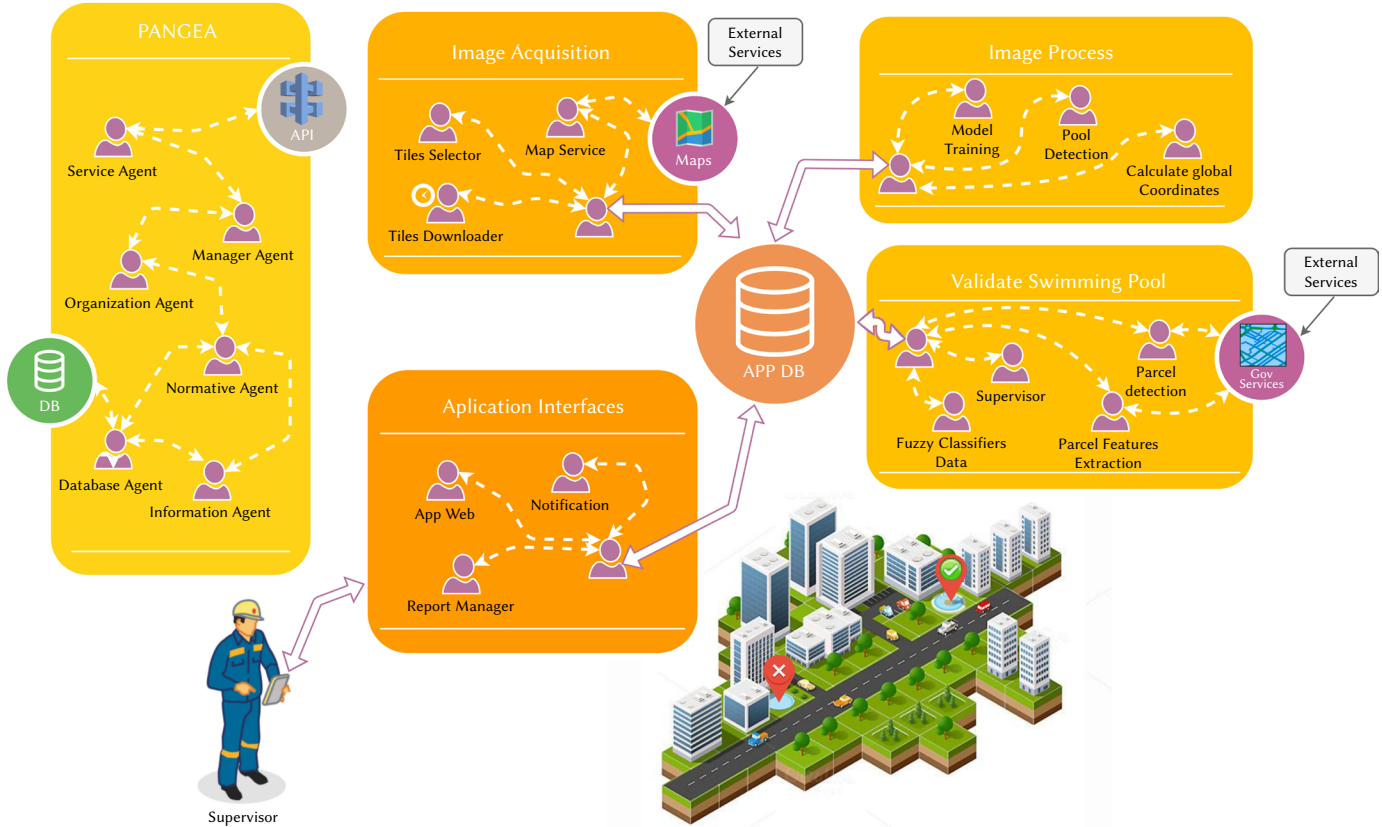 PANGEA
API
Service Agent
Manager Agent
Organization Agent
Normative Agent
DB
Database Agent
Information Agent
Image Acquisition
External
Services
Tiles Selector
Map Service
Maps
Tiles Downloader
Image Process
Model
Training
Pool
Detection
Calculate global
Coordinates
APP DB
Validate Swimming Pool
External
Services
Gov
Services
Parcel
detection
Supervisor
Fuzzy Classifiers
Data
Parcel Features
Extraction
Aplication Interfaces
App Web
Notification
Report Manager
Supervisor